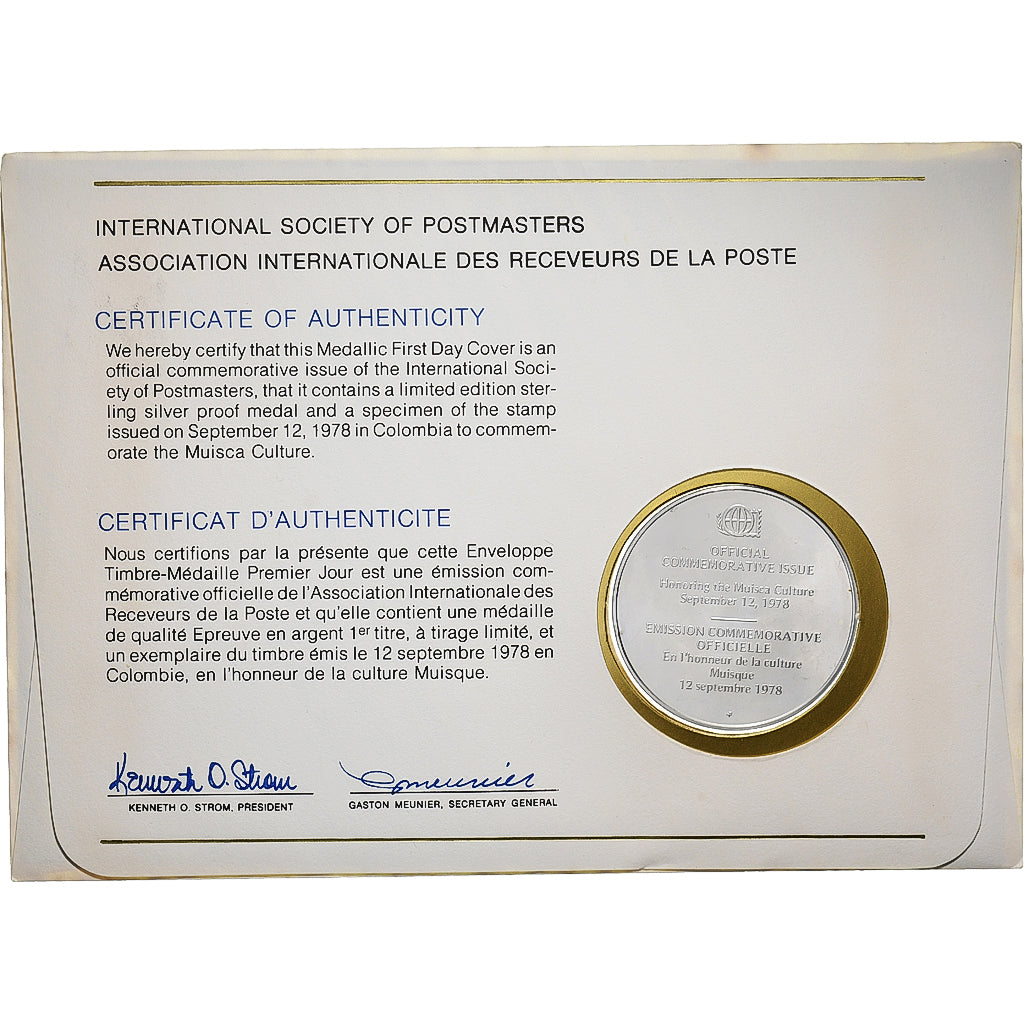 INTERNATIONAL SOCIETY OF POSTMASTERS
ASSOCIATION INTERNATIONALE DES RECEVEURS DE LA POSTE
CERTIFICATE OF AUTHENTICITY
We hereby certify that this Medallic First Day Cover is an
official commemorative issue of the International Soci-
ety of Postmasters, that it contains a limited edition ster-
ling silver proof medal and a specimen of the stamp
issued on September 12, 1978 in Colombia to commem-
orate the Muisca Culture.
CERTIFICAT D'AUTHENTICITE
Nous certifions par la présente que cette Enveloppe
Timbre-Médaille Premier Jour est une émission com-
mémorative officielle de l'Association Internationale des
Receveurs de la Poste et qu'elle contient une médaille
de qualité Epreuve en argent 1er titre, à tirage limité, et
un exemplaire du timbre émis le 12 septembre 1978 en
Colombie, en l'honneur de la culture Muisque.
Kenneth O. Strom
KENNETH O. STROM, PRESIDENT
Gmeunier
GASTON MEUNIER, SECRETARY GENERAL
OFFICIAL
COMMEMORATIVE ISSUE
Honoring the Muisca Culture
September 12, 1978
EMISSION COMMEMORATIVE
OFFICIELLE
En l'honneur de la culture
Muisque
12 septembre 1978